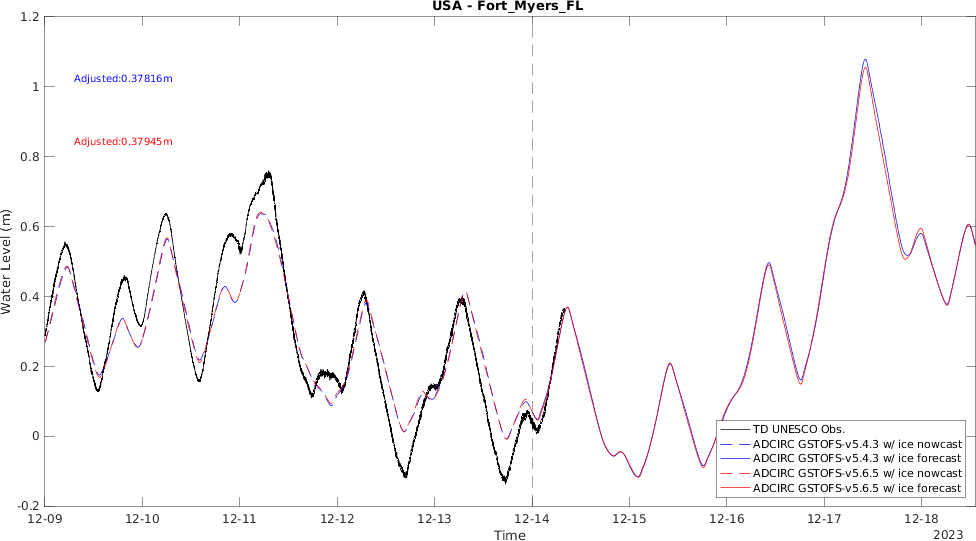 USA - Fort_Myers_FL
1.2
1
0.8
0.6
0.4
0.2
0
-0.2
Water Level (m)
Adjusted:0.37816m
Adjusted:0.37945m
TD UNESCO Obs.
ADCIRC GSTOFS-v5.4.3 w/ ice nowcast
ADCIRC GSTOFS-v5.4.3 w/ ice forecast
ADCIRC GSTOFS-v5.6.5 w/ ice nowcast
ADCIRC GSTOFS-v5.6.5 w/ ice forecast
12-09 12-10 12-11 12-12 12-13 12-14 12-15 12-16 12-17 12-18
Time
2023